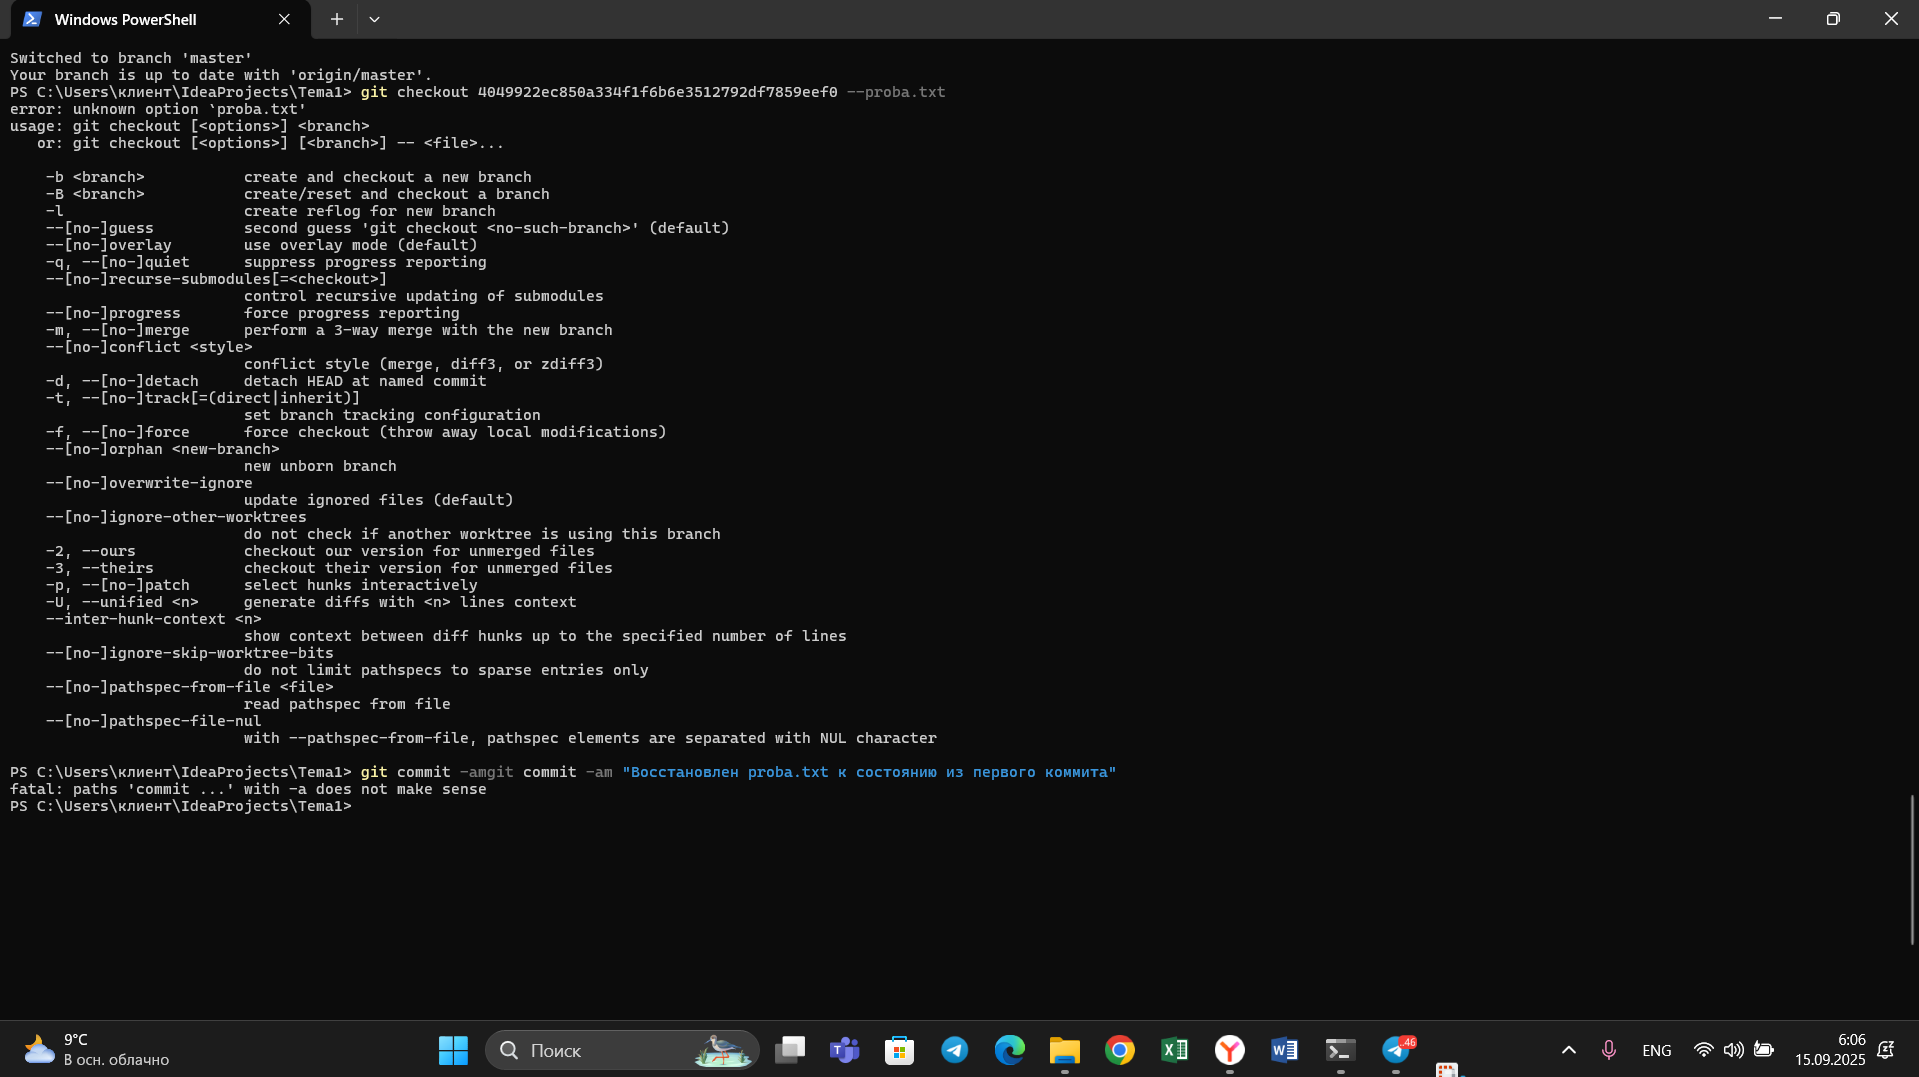 Windows PowerShell
Switched to branch 'master'
Your branch is up to date with 'origin/master'.
PS C:\Users\клиент\IdeaProjects\Tema1> git checkout 4049922ec850a334f1f6b6e3512792df7859eef0 --proba.txt
error: unknown option `proba.txt'
usage: git checkout [<options>] <branch>
   or: git checkout [<options>] [<branch>] -- <file>...
    -b <branch>           create and checkout a new branch
    -B <branch>           create/reset and checkout a branch
    -l                    create reflog for new branch
    --[no-]guess          second guess 'git checkout <no-such-branch>' (default)
    --[no-]overlay        use overlay mode (default)
    -q, --[no-]quiet      suppress progress reporting
    --[no-]recurse-submodules[=<checkout>]
                          control recursive updating of submodules
    --[no-]progress       force progress reporting
    -m, --[no-]merge      perform a 3-way merge with the new branch
    --[no-]conflict <style>
                          conflict style (merge, diff3, or zdiff3)
    -d, --[no-]detach     detach HEAD at named commit
    -t, --[no-]track[=(direct|inherit)]
                          set branch tracking configuration
    -f, --[no-]force      force checkout (throw away local modifications)
    --[no-]orphan <new-branch>
                          new unborn branch
    --[no-]overwrite-ignore
                          update ignored files (default)
    --[no-]ignore-other-worktrees
                          do not check if another worktree is using this branch
    -2, --ours            checkout our version for unmerged files
    -3, --theirs          checkout their version for unmerged files
    -p, --[no-]patch      select hunks interactively
    -U, --unified <n>     generate diffs with <n> lines context
    --inter-hunk-context <n>
                          show context between diff hunks up to the specified number of lines
    --[no-]ignore-skip-worktree-bits
                          do not limit pathspecs to sparse entries only
    --[no-]pathspec-from-file <file>
                          read pathspec from file
    --[no-]pathspec-file-nul
                          with --pathspec-from-file, pathspec elements are separated with NUL character
PS C:\Users\клиент\IdeaProjects\Tema1> git commit -amgit commit -am "Восстановлен proba.txt к состоянию из первого коммита"
fatal: paths 'commit ...' with -a does not make sense
PS C:\Users\клиент\IdeaProjects\Tema1>
9°C
В осн. облачно
Поиск
46
ENG
6:06
15.09.2025